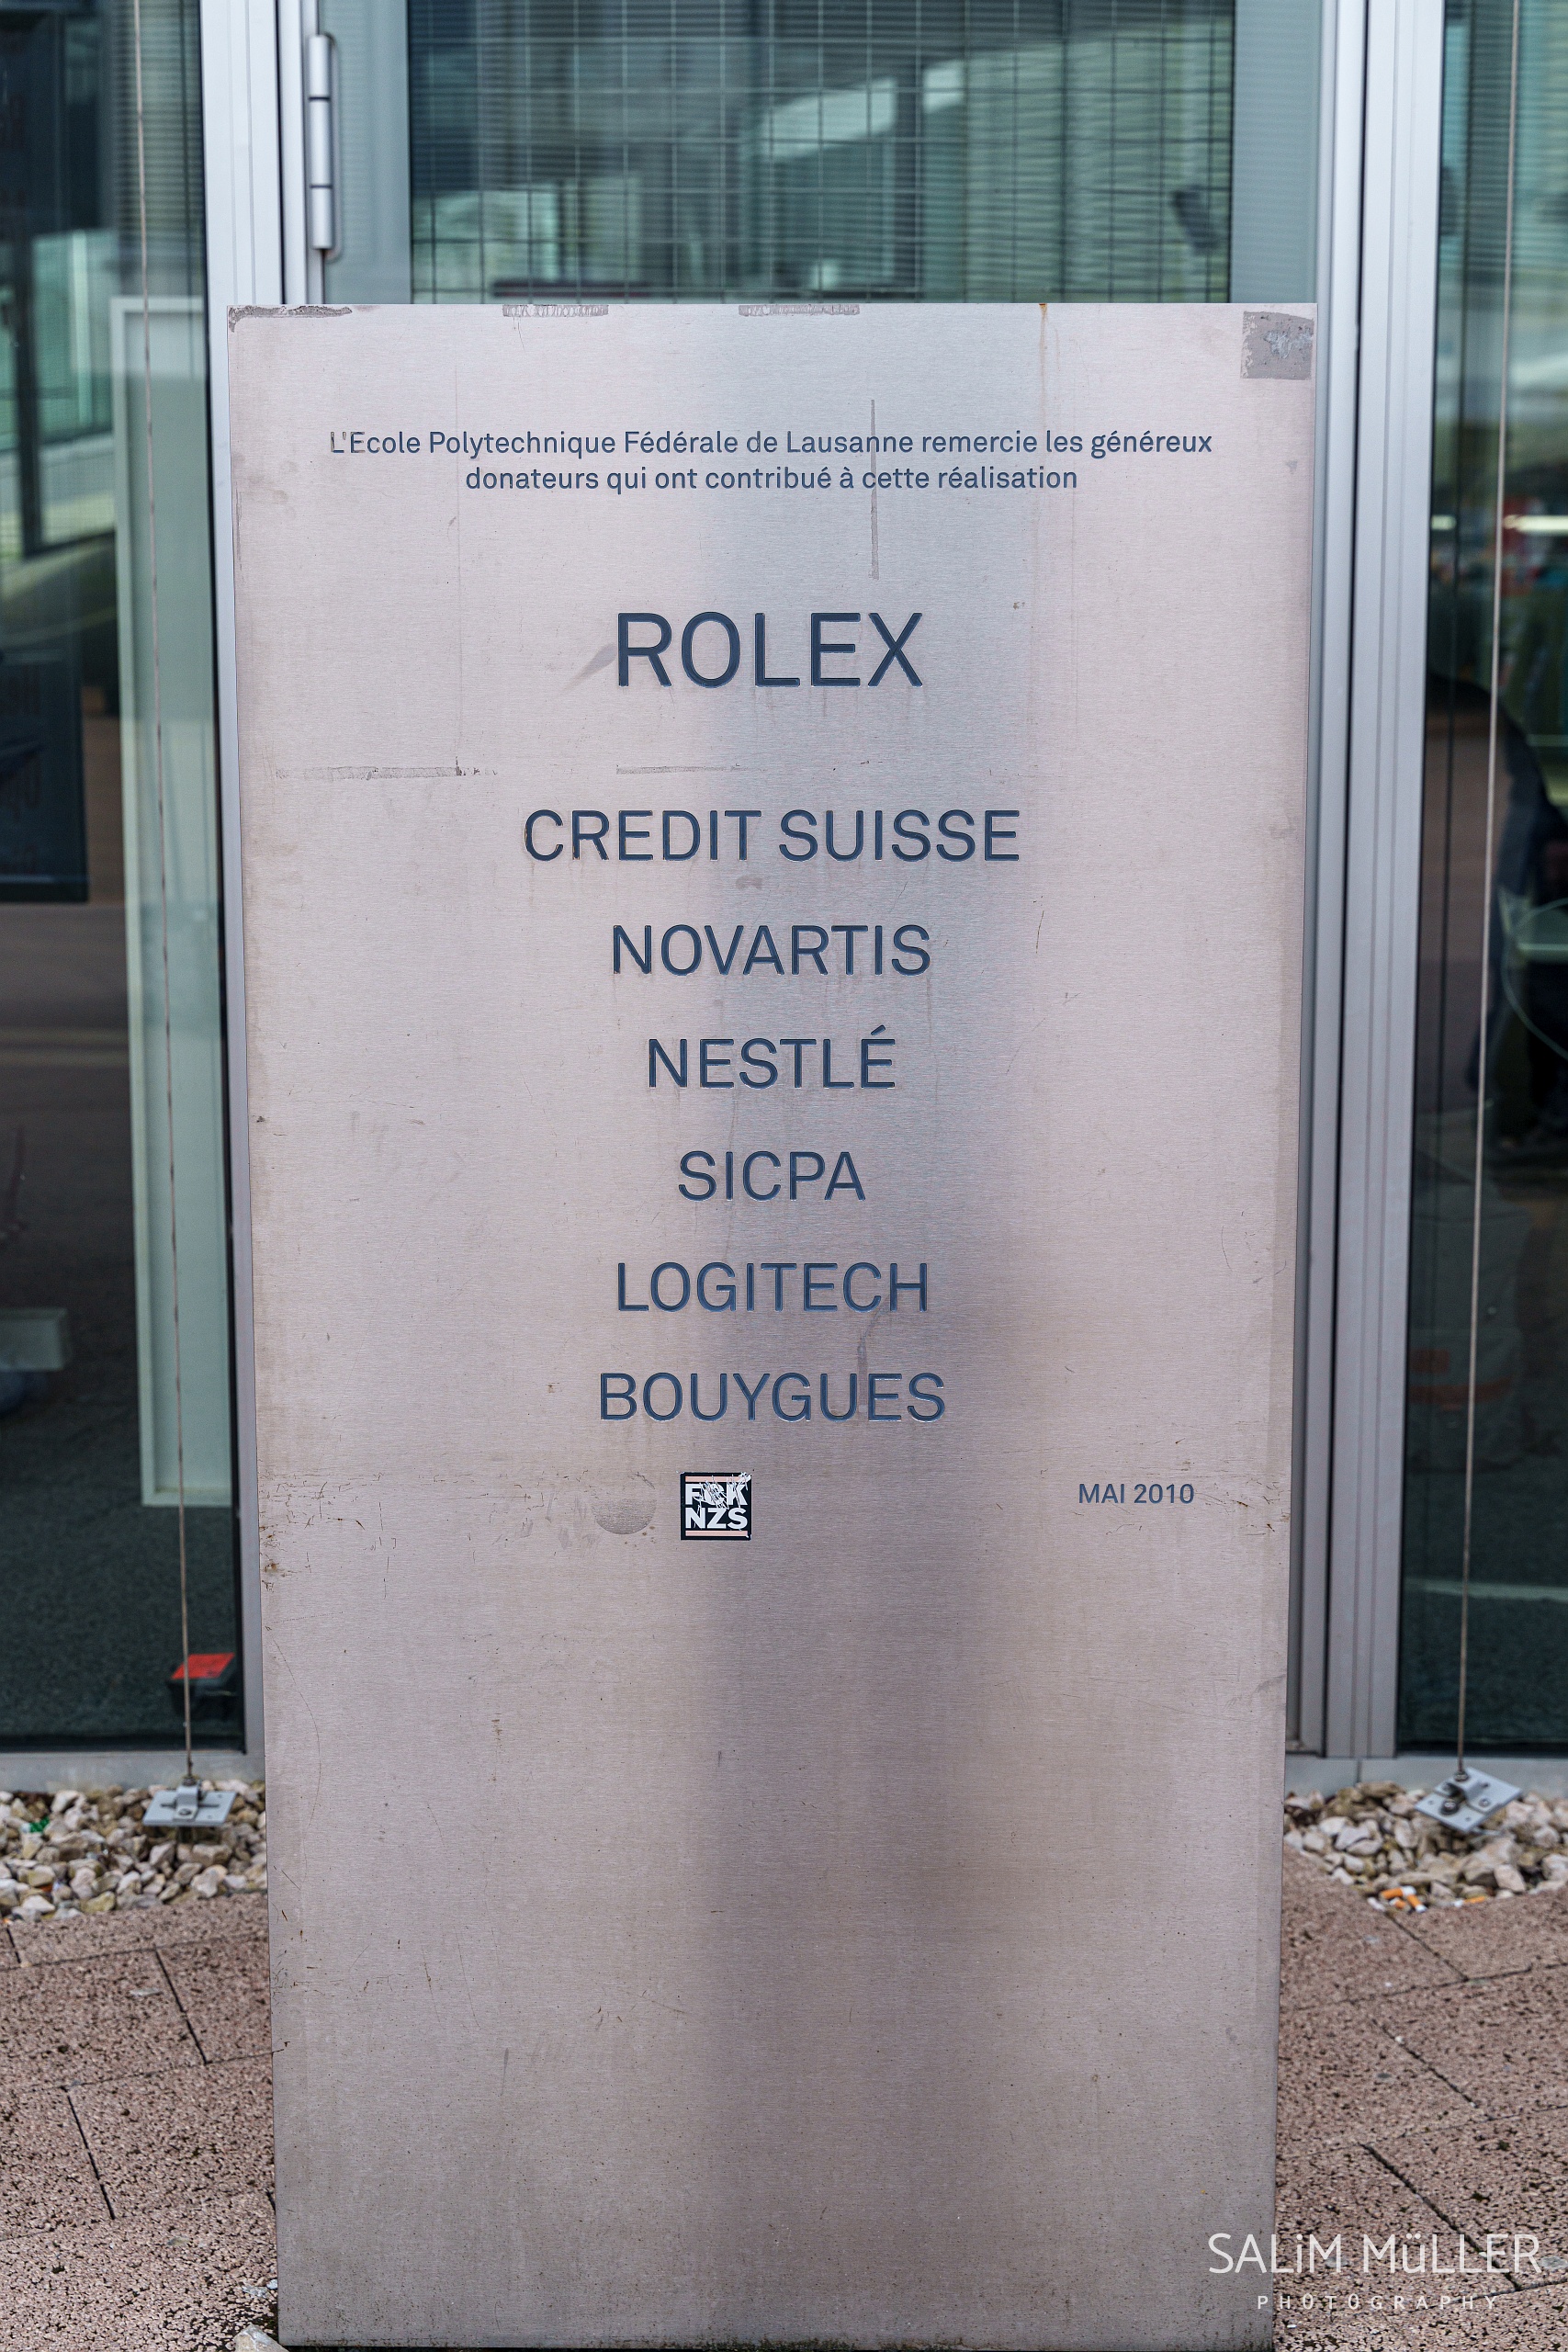 L'Ecole Polytechnique Fédérale de Lausanne remercie les généreux
donateurs qui ont contribué à cette réalisation
ROLEX
CREDIT SUISSE
NOVARTIS
NESTLÉ
SICPA
LOGITECH
BOUYGUES
MAI 2010
NZS
SALiM MüLLER
PHOTOGRAPHY